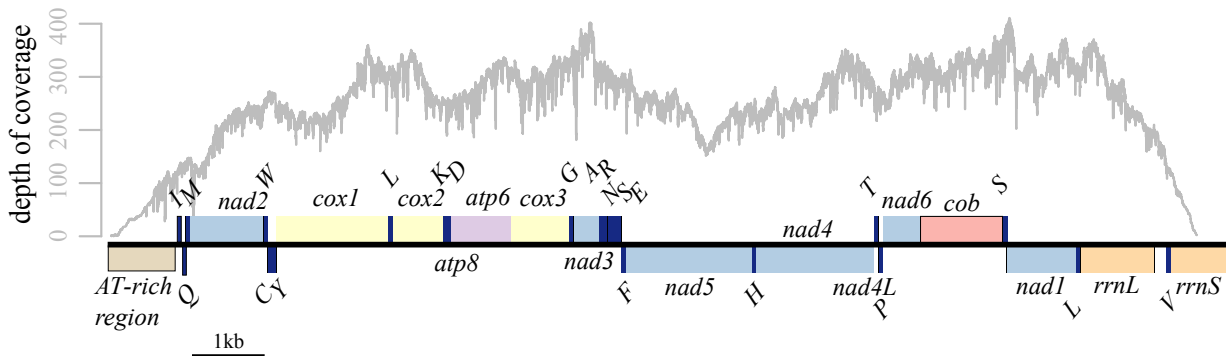 depth of coverage
400
300
200
100
0
I
M
nad2
W
cox1
L
cox2
K
D
atp6
cox3
G
A
R
N
S
E
nad4
T
nad6
cob
S
AT-rich
region
Q
C
Y
atp8
nad3
F
nad5
H
nad4L
P
nad1
L
rrnL
V
rrnS
1kb